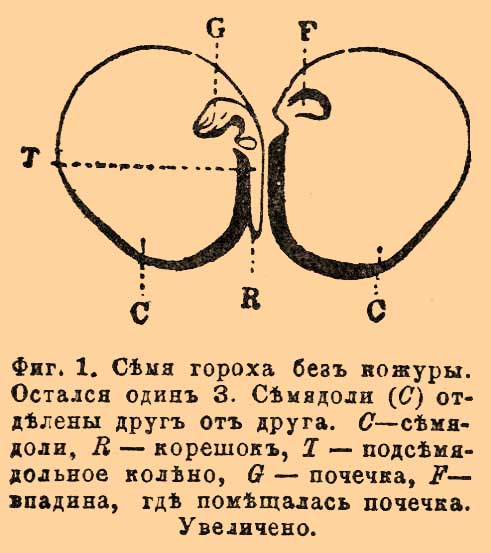 G F
T
R
C C
Фиг. 1. Сѣмя гороха безъ кожуры.
Остался одинъ З. Сѣмядоли (C) от-
дѣлены другъ отъ друга. C—сѣмя-
доли, R — корешокъ, T — подсѣмя-
дольное колѣно, G — почечка, F—
впадина, гдѣ помѣщалась почечка.
Увеличено.